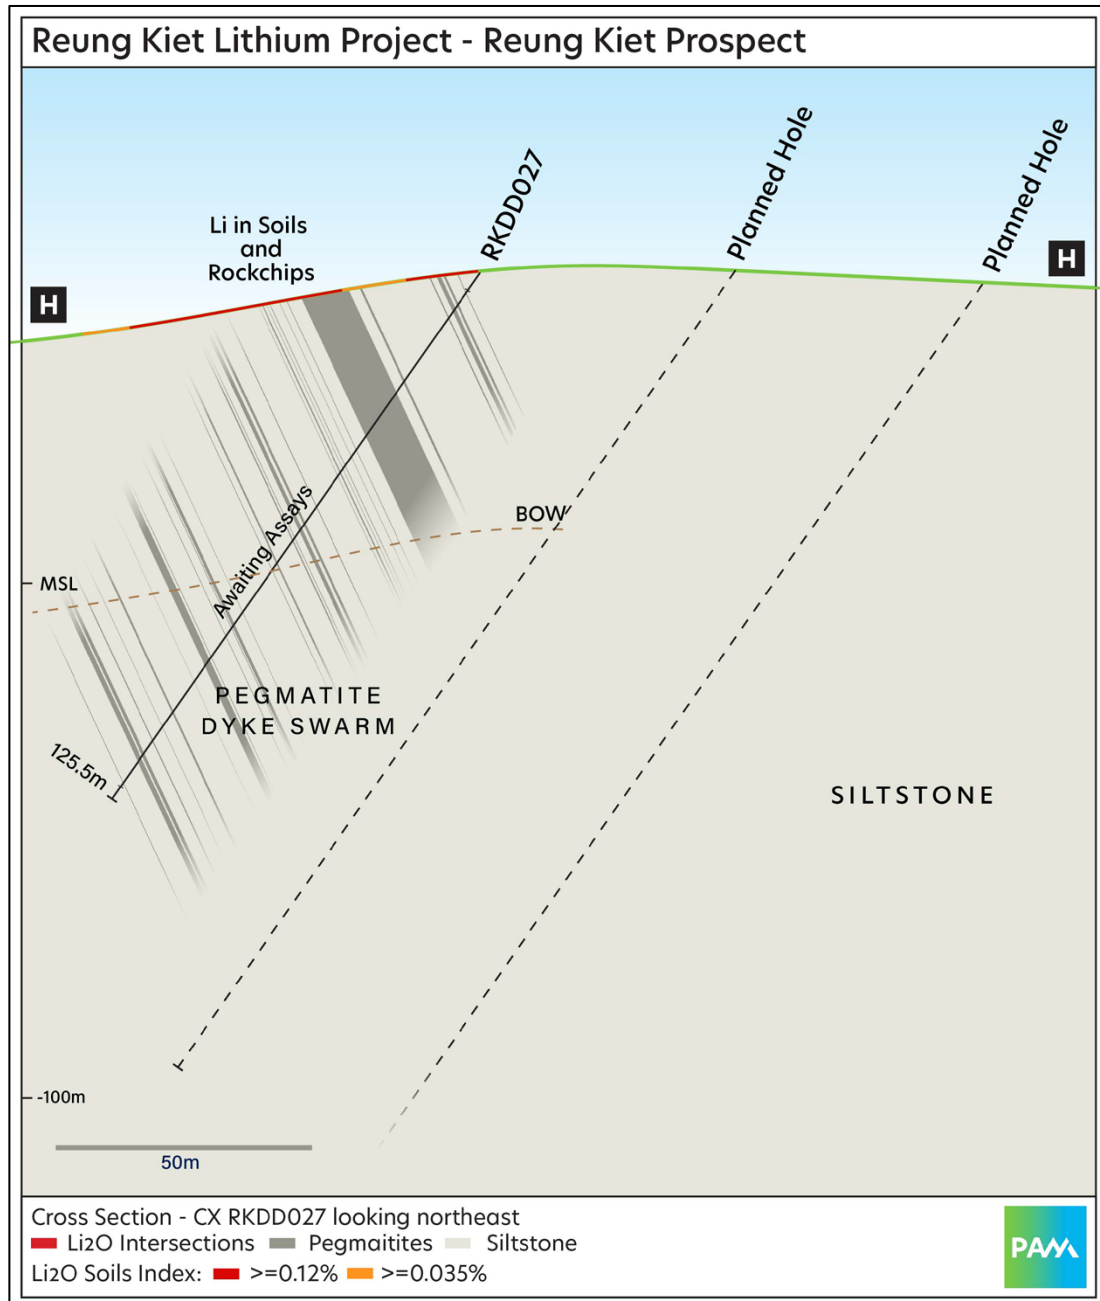 Reung Kiet Lithium Project - Reung Kiet Prospect
Li in Soils
and
Rockchips
RKDD027
Planned Hole
Planned Hole
H
H
Awaiting Assays
BOW
MSL
PEGMATITE
DYKE SWARM
125.5m
SILTSTONE
-100m
50m
Cross Section - CX RKDD027 looking northeast
Li2O Intersections Pegmaitites Siltstone
Li2O Soils Index: >=0.12% >=0.035%
PAM